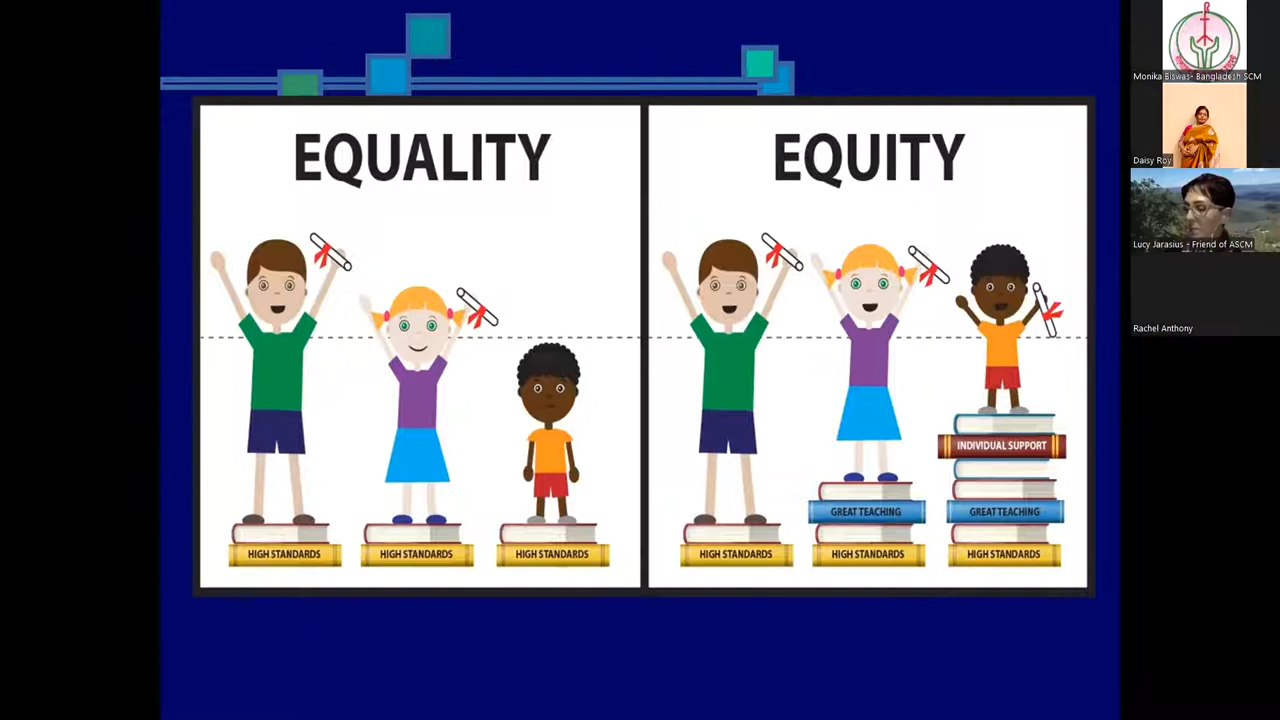 EQUALITY
EQUITY
HIGH STANDARDS
HIGH STANDARDS
HIGH STANDARDS
HIGH STANDARDS
GREAT TEACHING
HIGH STANDARDS
INDIVIDUAL SUPPORT
GREAT TEACHING
HIGH STANDARDS
Monika Biswas- Bangladesh SCM
Daisy Roy
Lucy Jarasius - Friend of ASCM
Rachel Anthony